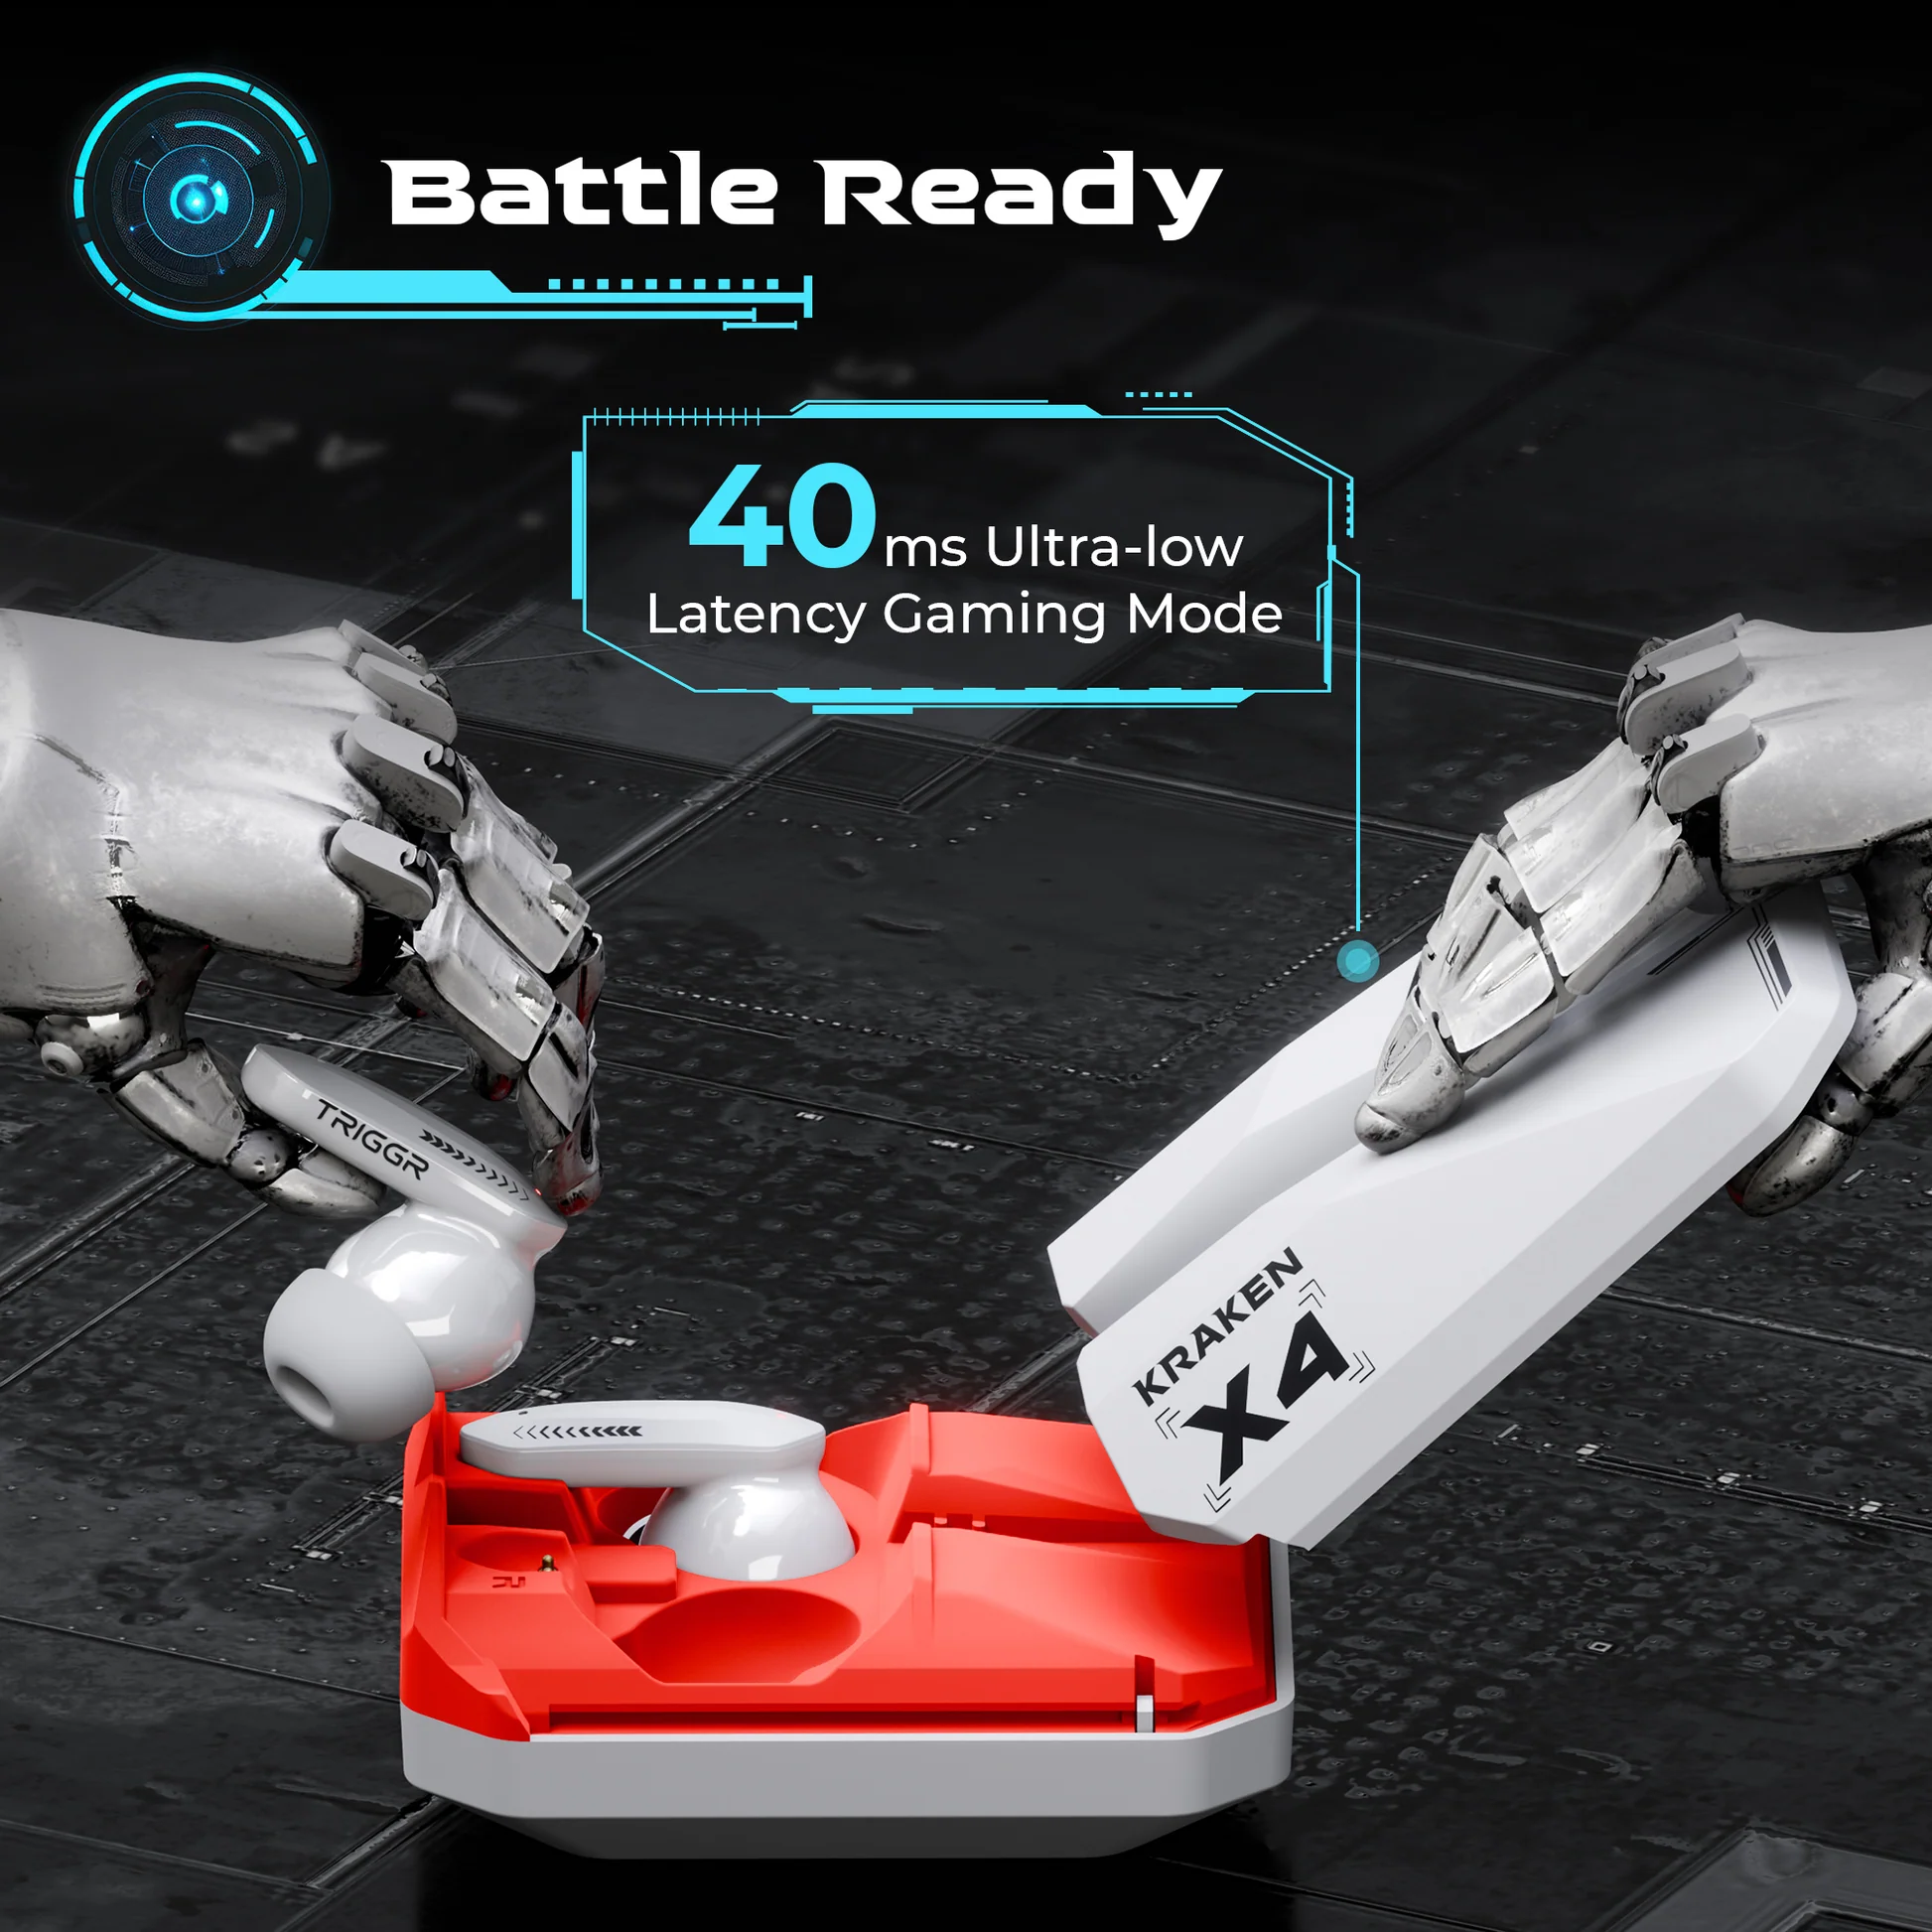 Battle Ready
40ms Ultra-low
Latency Gaming Mode
TRIGGR
KRAKEN
X4
R